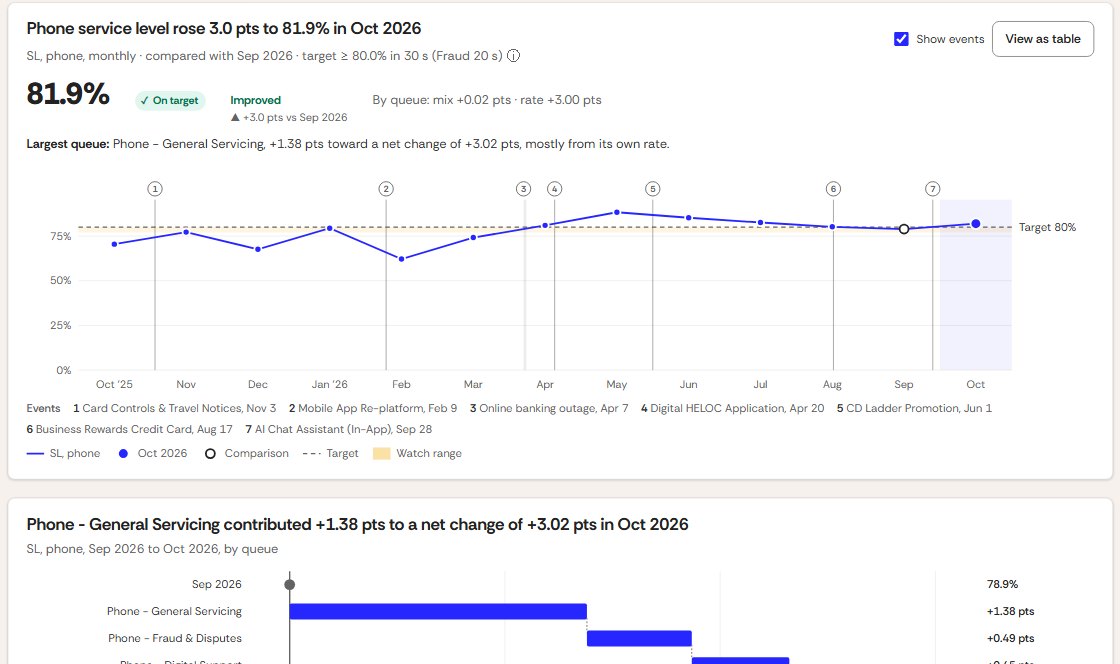 Phone service level rose 3.0 pts to 81.9% in Oct 2026
Show events
View as table
SL, phone, monthly · compared with Sep 2026 · target ≥ 80.0% in 30 s (Fraud 20 s)
81.9%
✓ On target
Improved
▲ +3.0 pts vs Sep 2026
By queue: mix +0.02 pts · rate +3.00 pts
Largest queue: Phone - General Servicing, +1.38 pts toward a net change of +3.02 pts, mostly from its own rate.
1 2 3 4 5 6 7
75%
Target 80%
50%
25%
0%
Oct '25 Nov Dec Jan '26 Feb Mar Apr May Jun Jul Aug Sep Oct
Events 1 Card Controls & Travel Notices, Nov 3 2 Mobile App Re-platform, Feb 9 3 Online banking outage, Apr 7 4 Digital HELOC Application, Apr 20 5 CD Ladder Promotion, Jun 1
6 Business Rewards Credit Card, Aug 17 7 AI Chat Assistant (In-App), Sep 28
SL, phone Oct 2026 Comparison Target Watch range
Phone - General Servicing contributed +1.38 pts to a net change of +3.02 pts in Oct 2026
SL, phone, Sep 2026 to Oct 2026, by queue
Sep 2026 78.9%
Phone - General Servicing +1.38 pts
Phone - Fraud & Disputes +0.49 pts